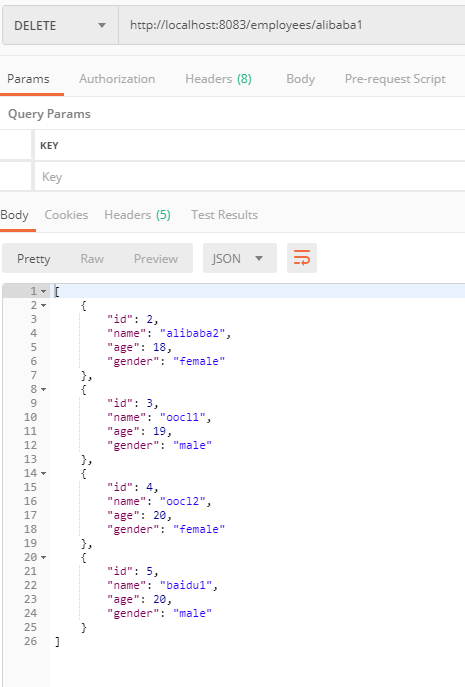 DELETE http://localhost:8083/employees/alibaba1
Params Authorization Headers (8) Body Pre-request Script
Query Params
KEY
Key
Body Cookies Headers (5) Test Results
Pretty Raw Preview JSON
1 [
2 {
3 "id": 2,
4 "name": "alibaba2",
5 "age": 18,
6 "gender": "female"
7 },
8 {
9 "id": 3,
10 "name": "oocl1",
11 "age": 19,
12 "gender": "male"
13 },
14 {
15 "id": 4,
16 "name": "oocl2",
17 "age": 20,
18 "gender": "female"
19 },
20 {
21 "id": 5,
22 "name": "baidu1",
23 "age": 20,
24 "gender": "male"
25 }
26 ]